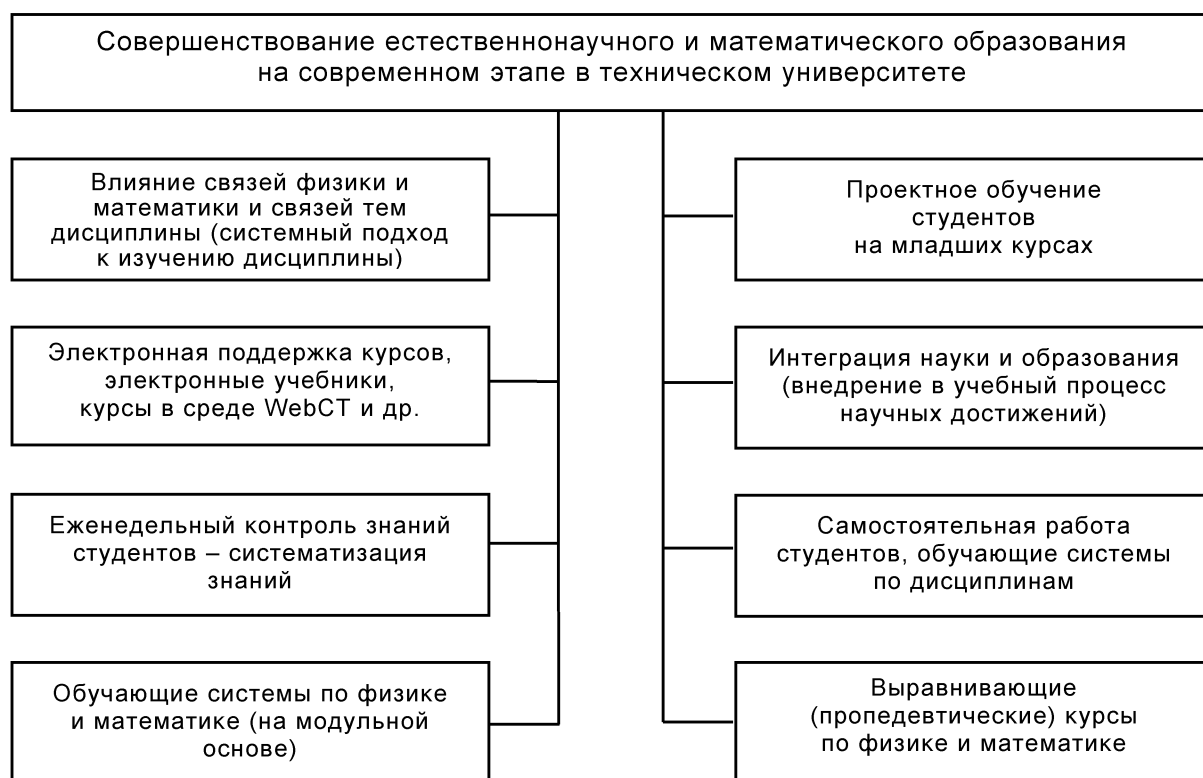 Совершенствование естественнонаучного и математического образования
на современном этапе в техническом университете
Влияние связей физики и
математики и связей тем
дисциплины (системный подход
к изучению дисциплины)
Проектное обучение
студентов
на младших курсах
Электронная поддержка курсов,
электронные учебники,
курсы в среде WebCT и др.
Интеграция науки и образования
(внедрение в учебный процесс
научных достижений)
Еженедельный контроль знаний
студентов – систематизация
знаний
Самостоятельная работа
студентов, обучающие системы
по дисциплинам
Обучающие системы по физике
и математике (на модульной
основе)
Выравнивающие
(пропедевтические) курсы
по физике и математике